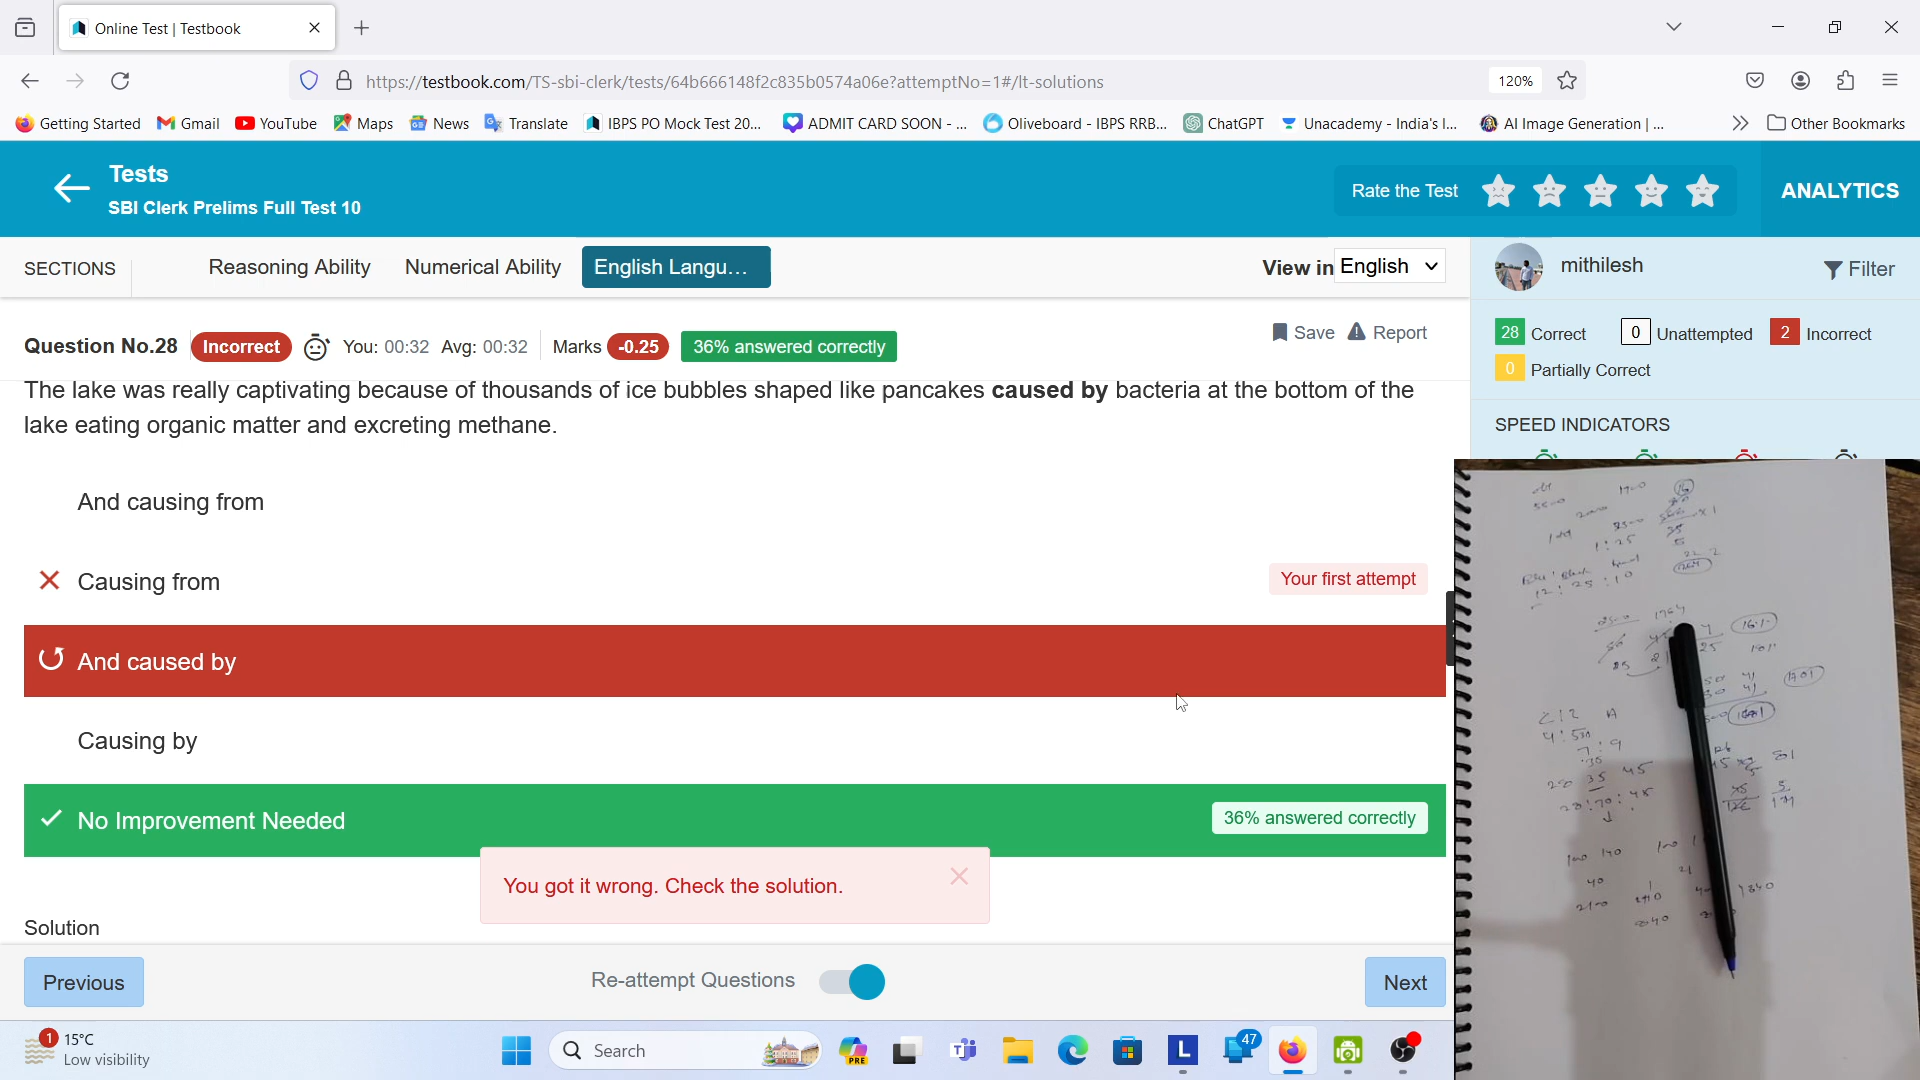 Online Test | Testbook
https://testbook.com/TS-sbi-clerk/tests/64b666148f2c835b0574a06e?attemptNo=1#/lt-solutions
120%
Getting Started
Gmail
YouTube
Maps
News
Translate
IBPS PO Mock Test 20...
ADMIT CARD SOON - ...
Oliveboard - IBPS RRB...
ChatGPT
Unacademy - India's l...
AI Image Generation | ...
Other Bookmarks
Tests
SBI Clerk Prelims Full Test 10
Rate the Test
ANALYTICS
SECTIONS
Reasoning Ability
Numerical Ability
English Langu...
View in English
mithilesh
Filter
Question No.28 Incorrect You: 00:32 Avg: 00:32 Marks -0.25 36% answered correctly
Save Report
28 Correct 0 Unattempted 2 Incorrect
0 Partially Correct
SPEED INDICATORS
The lake was really captivating because of thousands of ice bubbles shaped like pancakes caused by bacteria at the bottom of the
lake eating organic matter and excreting methane.
And causing from
Causing from
Your first attempt
And caused by
Causing by
No Improvement Needed
36% answered correctly
You got it wrong. Check the solution.
Solution
Previous
Re-attempt Questions
Next
1
15°C
Low visibility
Search
PRE
L
47